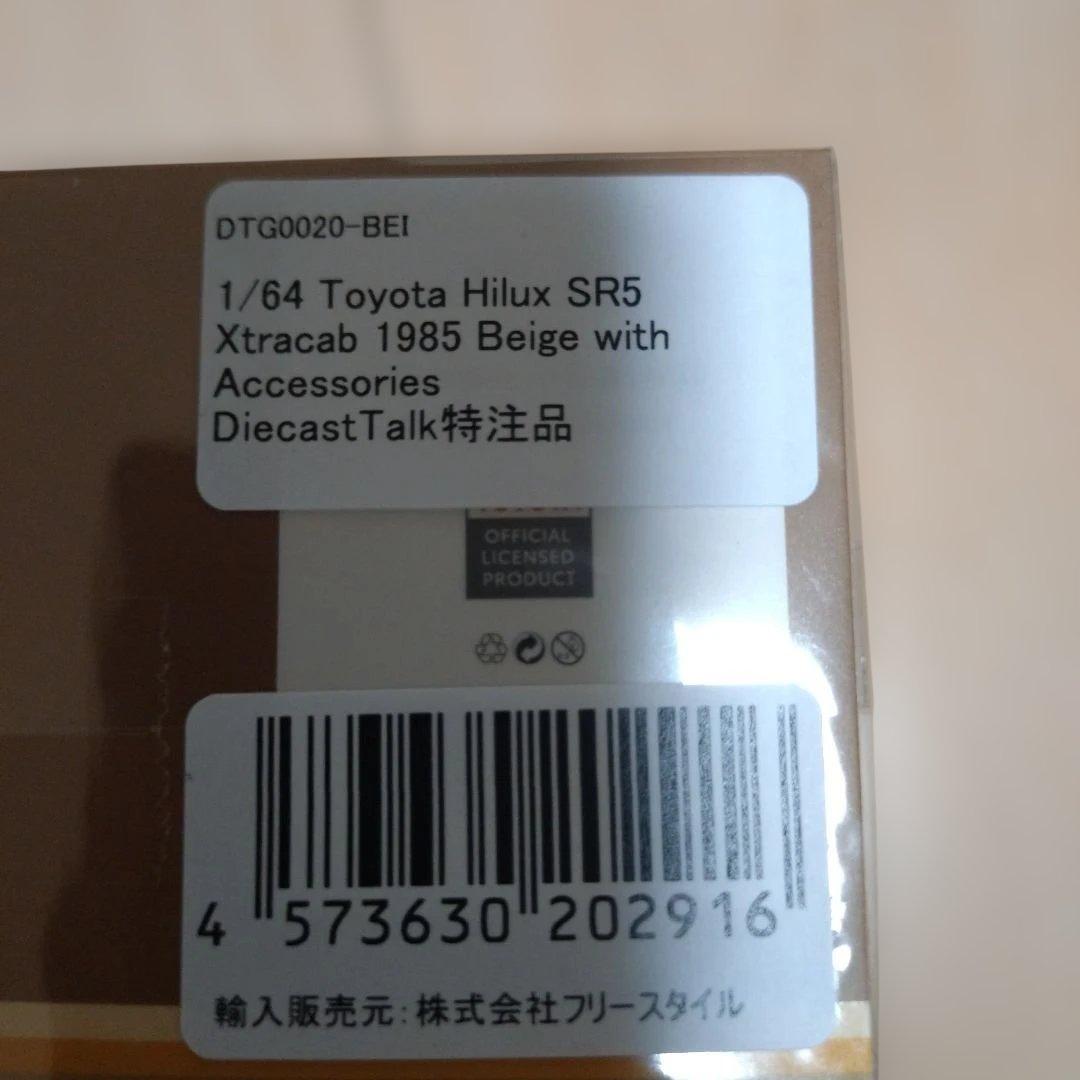 DTG0020-BEI
1/64 Toyota Hilux SR5
Xtracab 1985 Beige with
Accessories
DiecastTalk特注品
OFFICIAL
LICENSED
PRODUCT
4 573630 202916
輸入販売元:株式会社フリースタイル